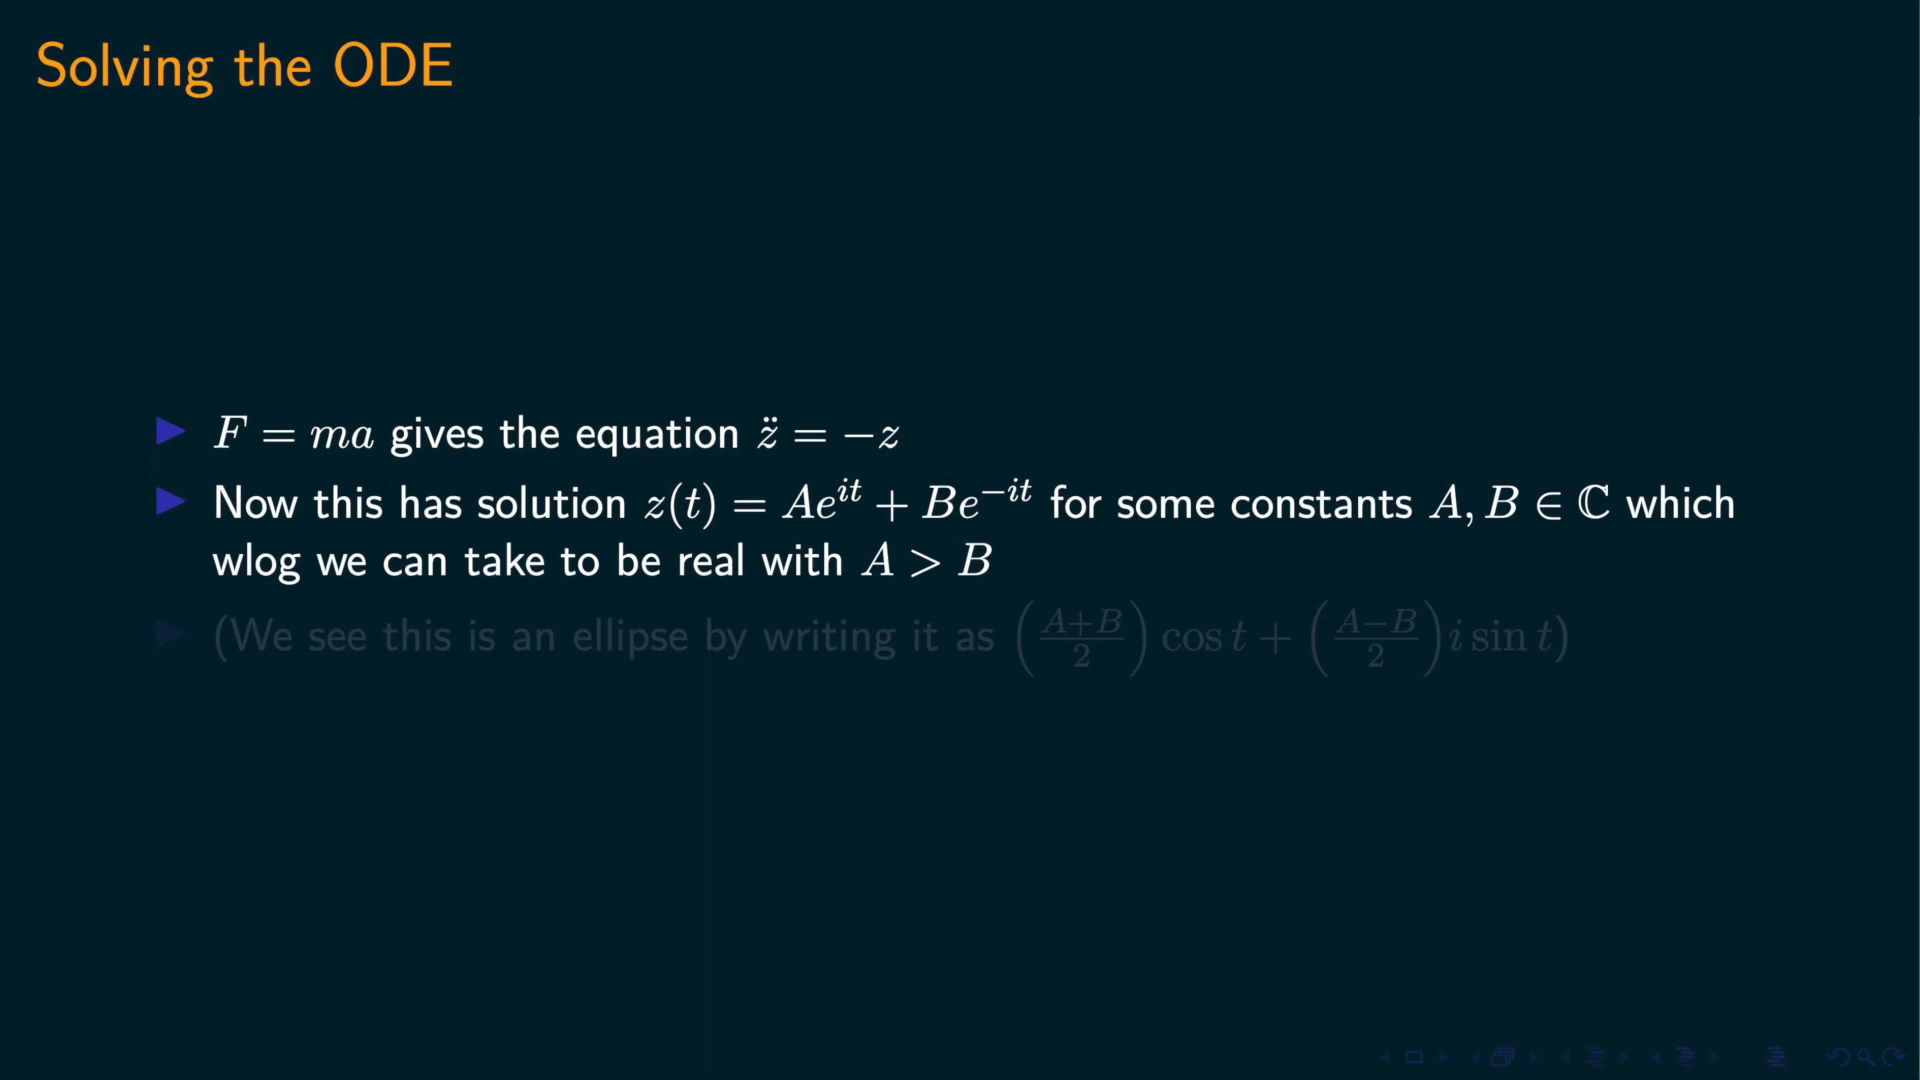 Solving the ODE
▶ F = ma gives the equation z̈ = −z
▶ Now this has solution z(t) = Ae^{it} + Be^{−it} for some constants A, B ∈ ℂ which
wlog we can take to be real with A > B
▶ (We see this is an ellipse by writing it as ((A+B)/2) cos t + ((A−B)/2) i sin t)